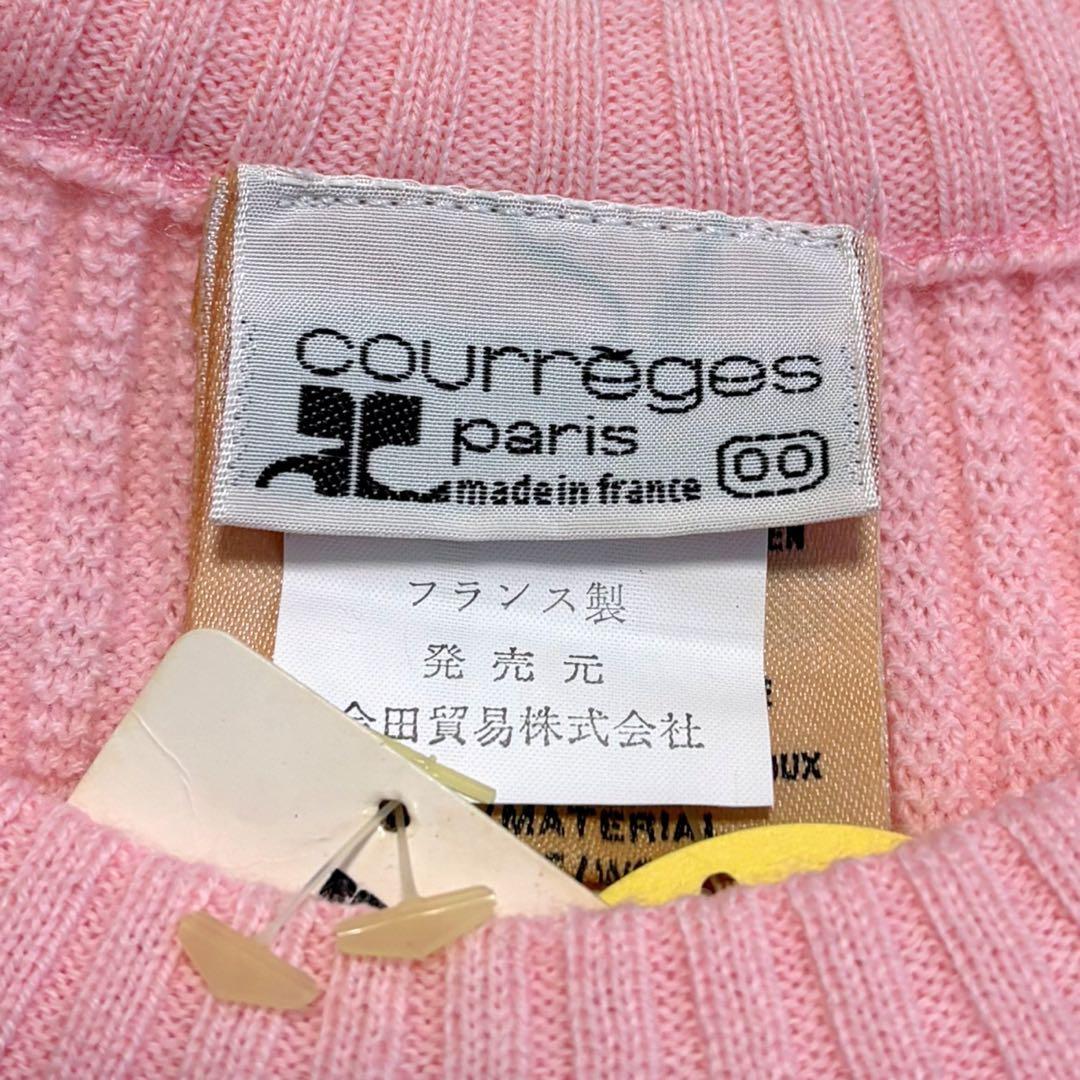 courrèges
paris
made in france
00
EN
フランス製
発売元
田貿易株式会社
MATERIAL